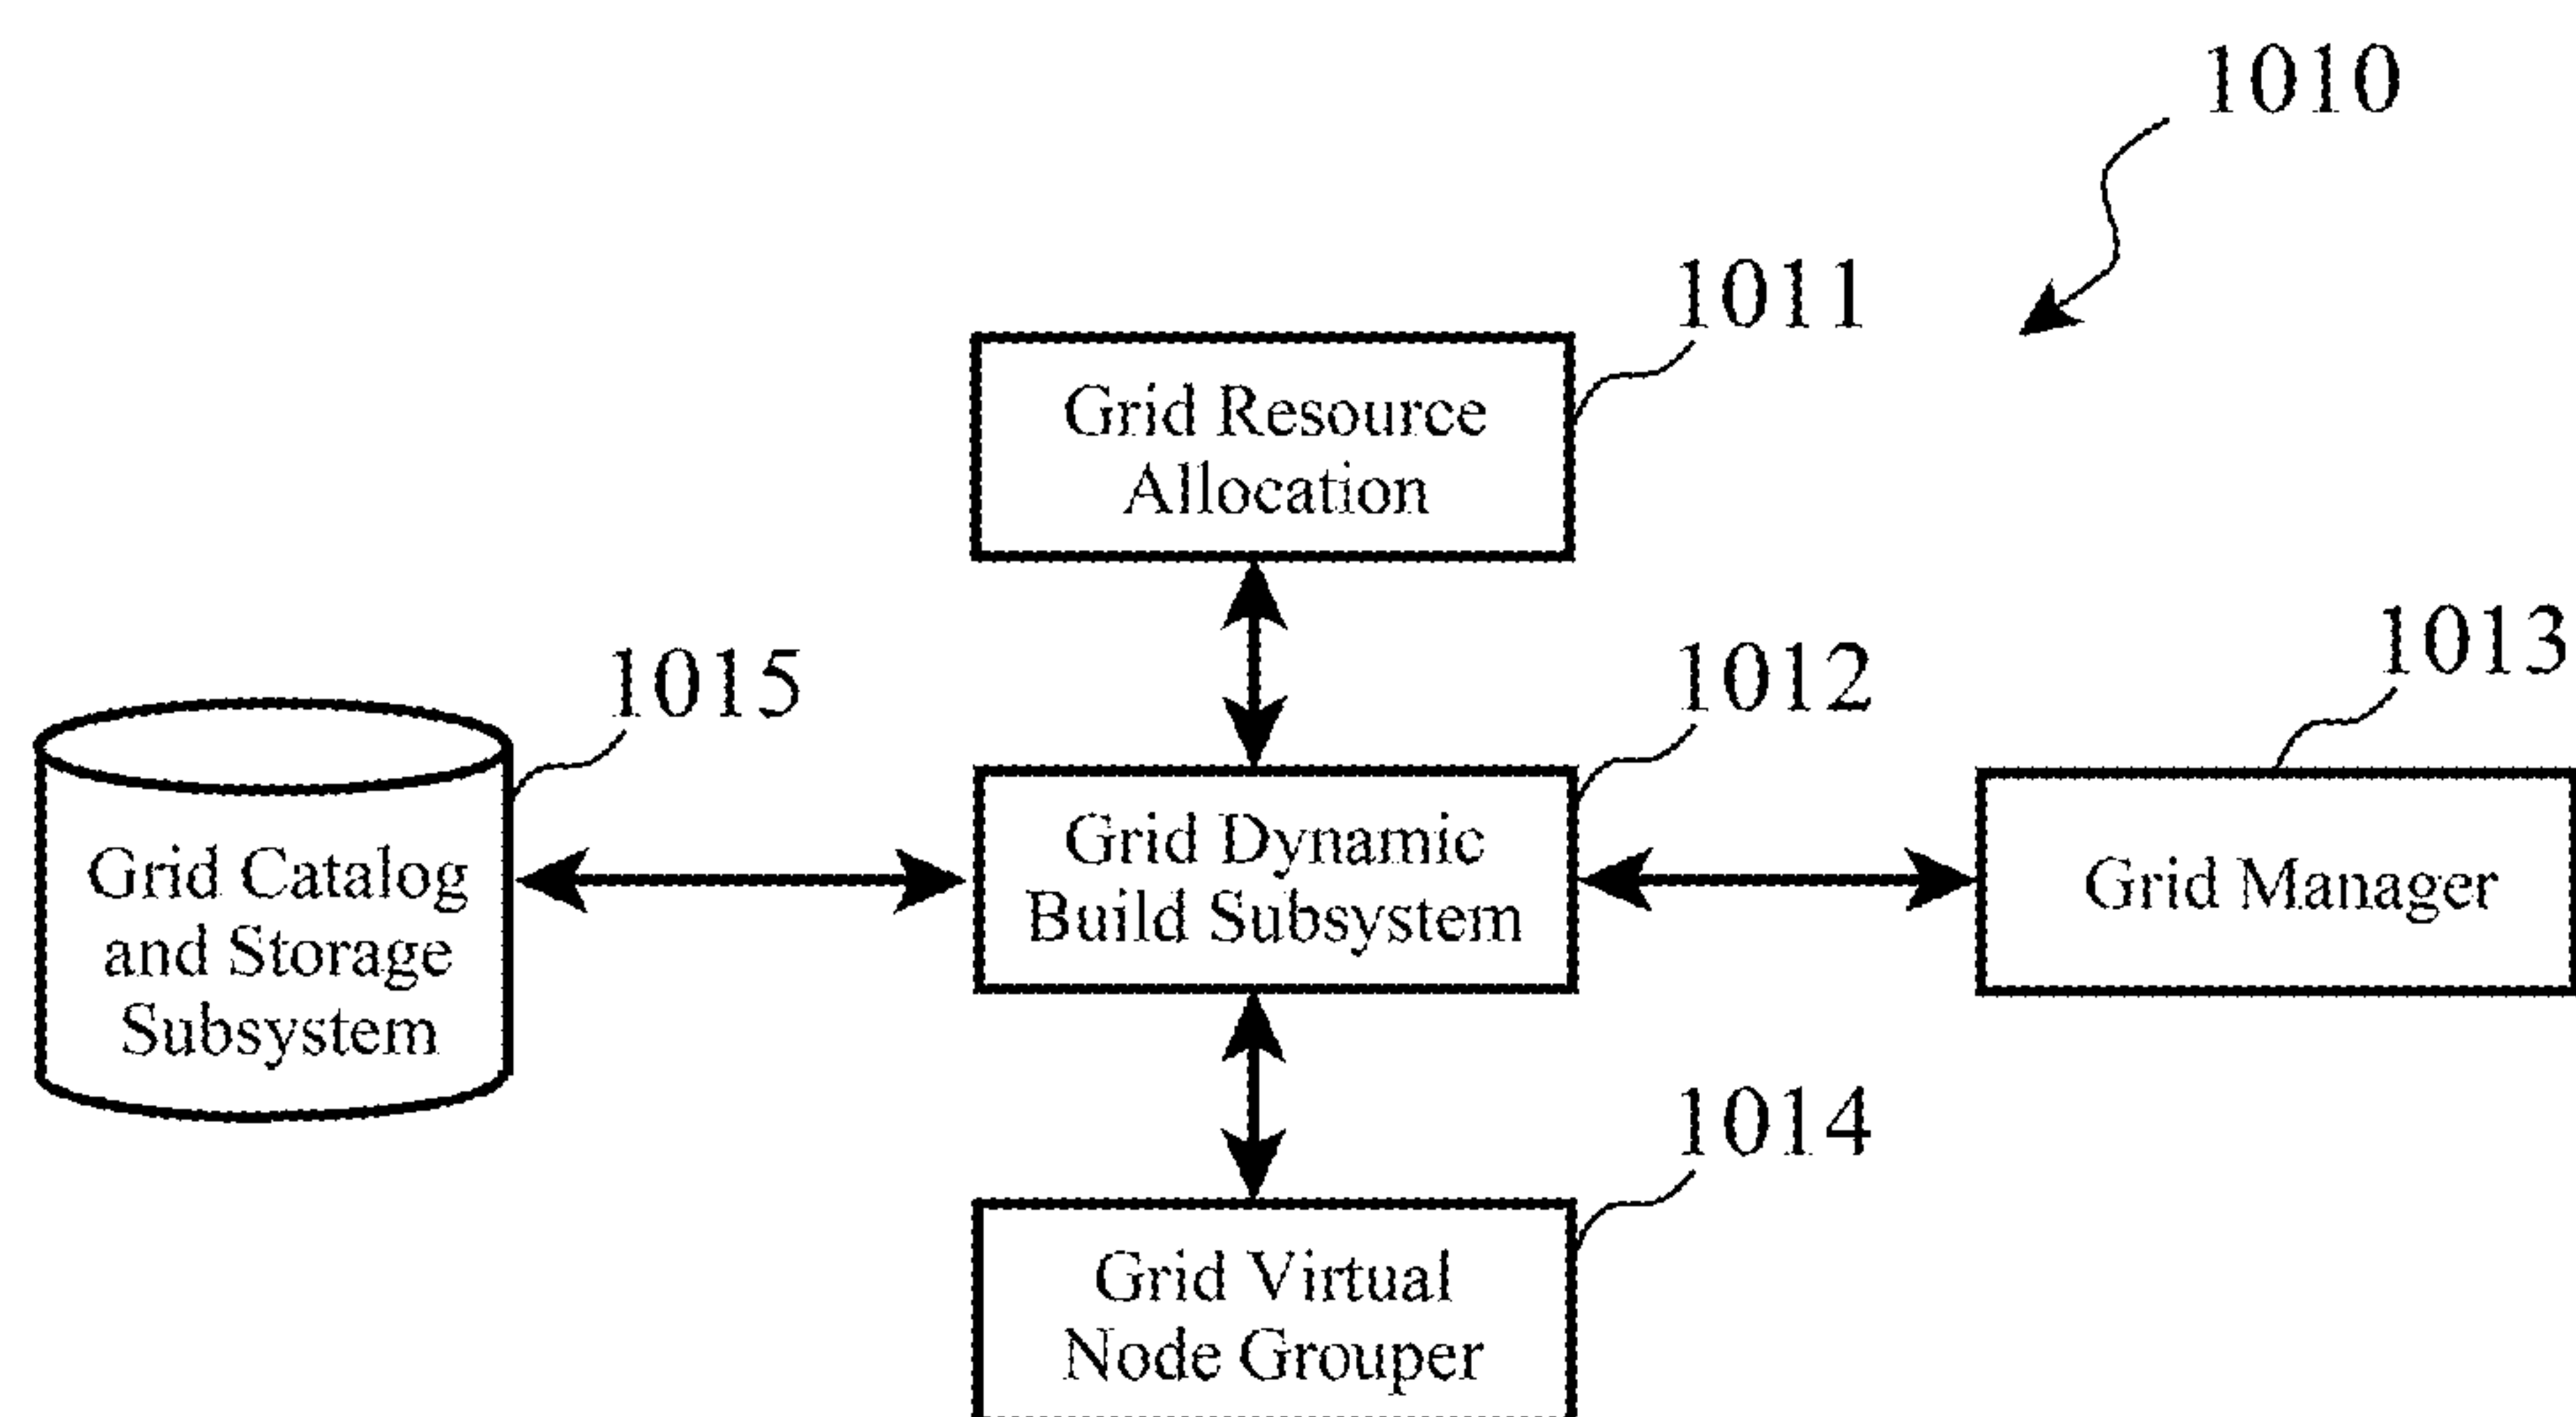 1010
1011
Grid Resource
Allocation
1015
1012
1013
Grid Catalog
and Storage
Subsystem
Grid Dynamic
Build Subsystem
Grid Manager
1014
Grid Virtual
Node Grouper